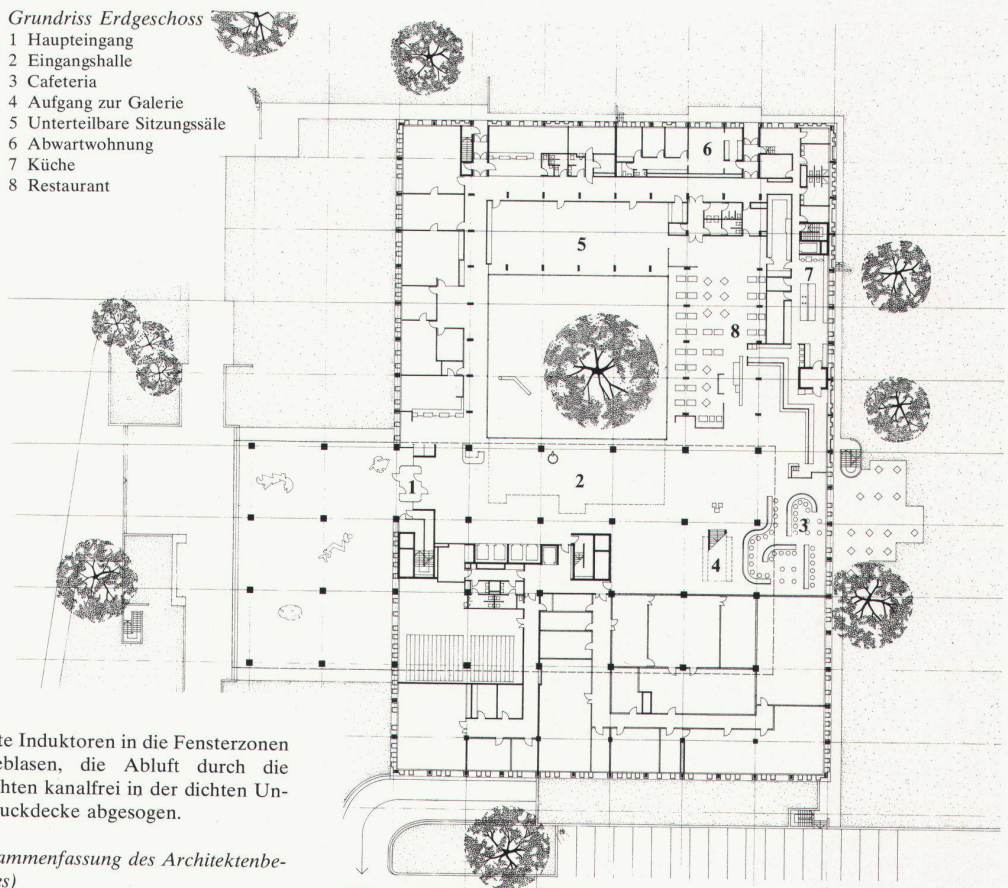 Grundriss Erdgeschoss
1 Haupteingang
2 Eingangshalle
3 Cafeteria
4 Aufgang zur Galerie
5 Unterteilbare Sitzungssäle
6 Abwartwohnung
7 Küche
8 Restaurant
6
5
7
8
1
2
3
4
te Induktoren in die Fensterzonen
eblasen, die Abluft durch die
chten kanalfrei in der dichten Un-
uckdecke abgesogen.
ammenfassung des Architektenbe-
es)